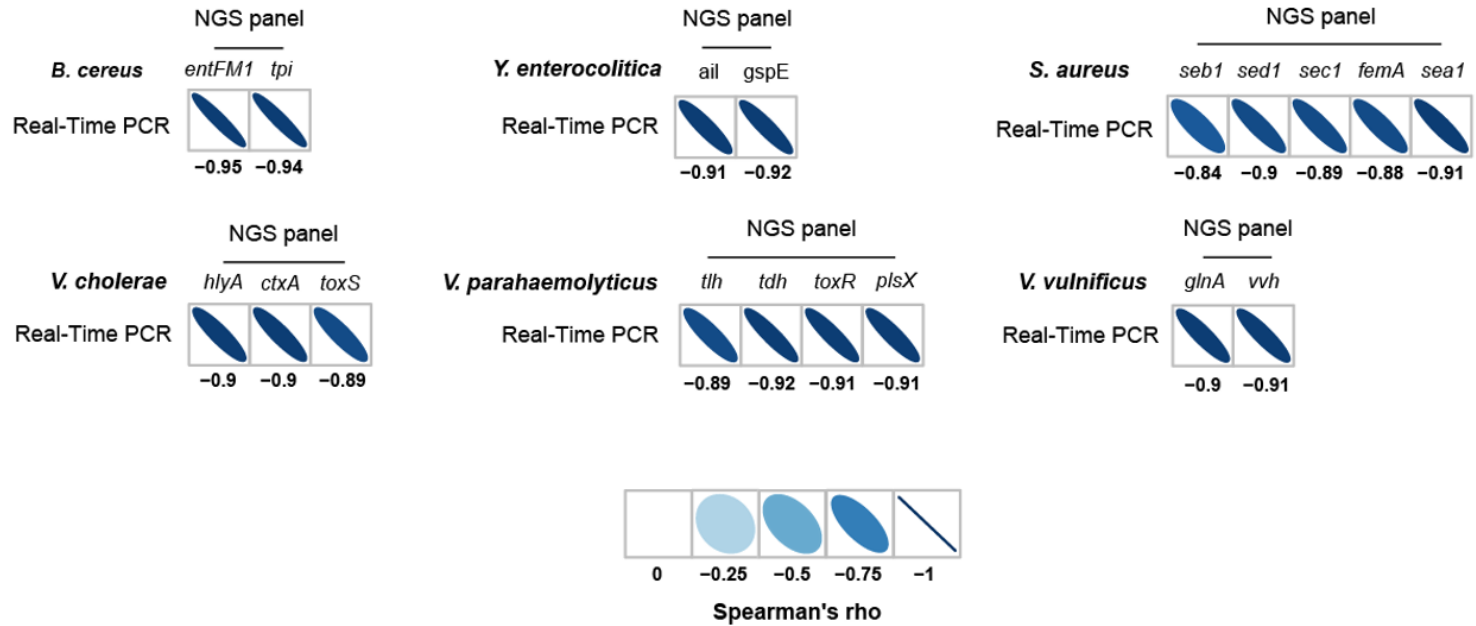 NGS panel
B. cereus entFM1 tpi
Real-Time PCR
−0.95 −0.94
NGS panel
Y. enterocolitica ail gspE
Real-Time PCR
−0.91 −0.92
NGS panel
S. aureus seb1 sed1 sec1 femA sea1
Real-Time PCR
−0.84 −0.9 −0.89 −0.88 −0.91
NGS panel
V. cholerae hlyA ctxA toxS
Real-Time PCR
−0.9 −0.9 −0.89
NGS panel
V. parahaemolyticus tlh tdh toxR plsX
Real-Time PCR
−0.89 −0.92 −0.91 −0.91
NGS panel
V. vulnificus glnA vvh
Real-Time PCR
−0.9 −0.91
0 −0.25 −0.5 −0.75 −1
Spearman's rho